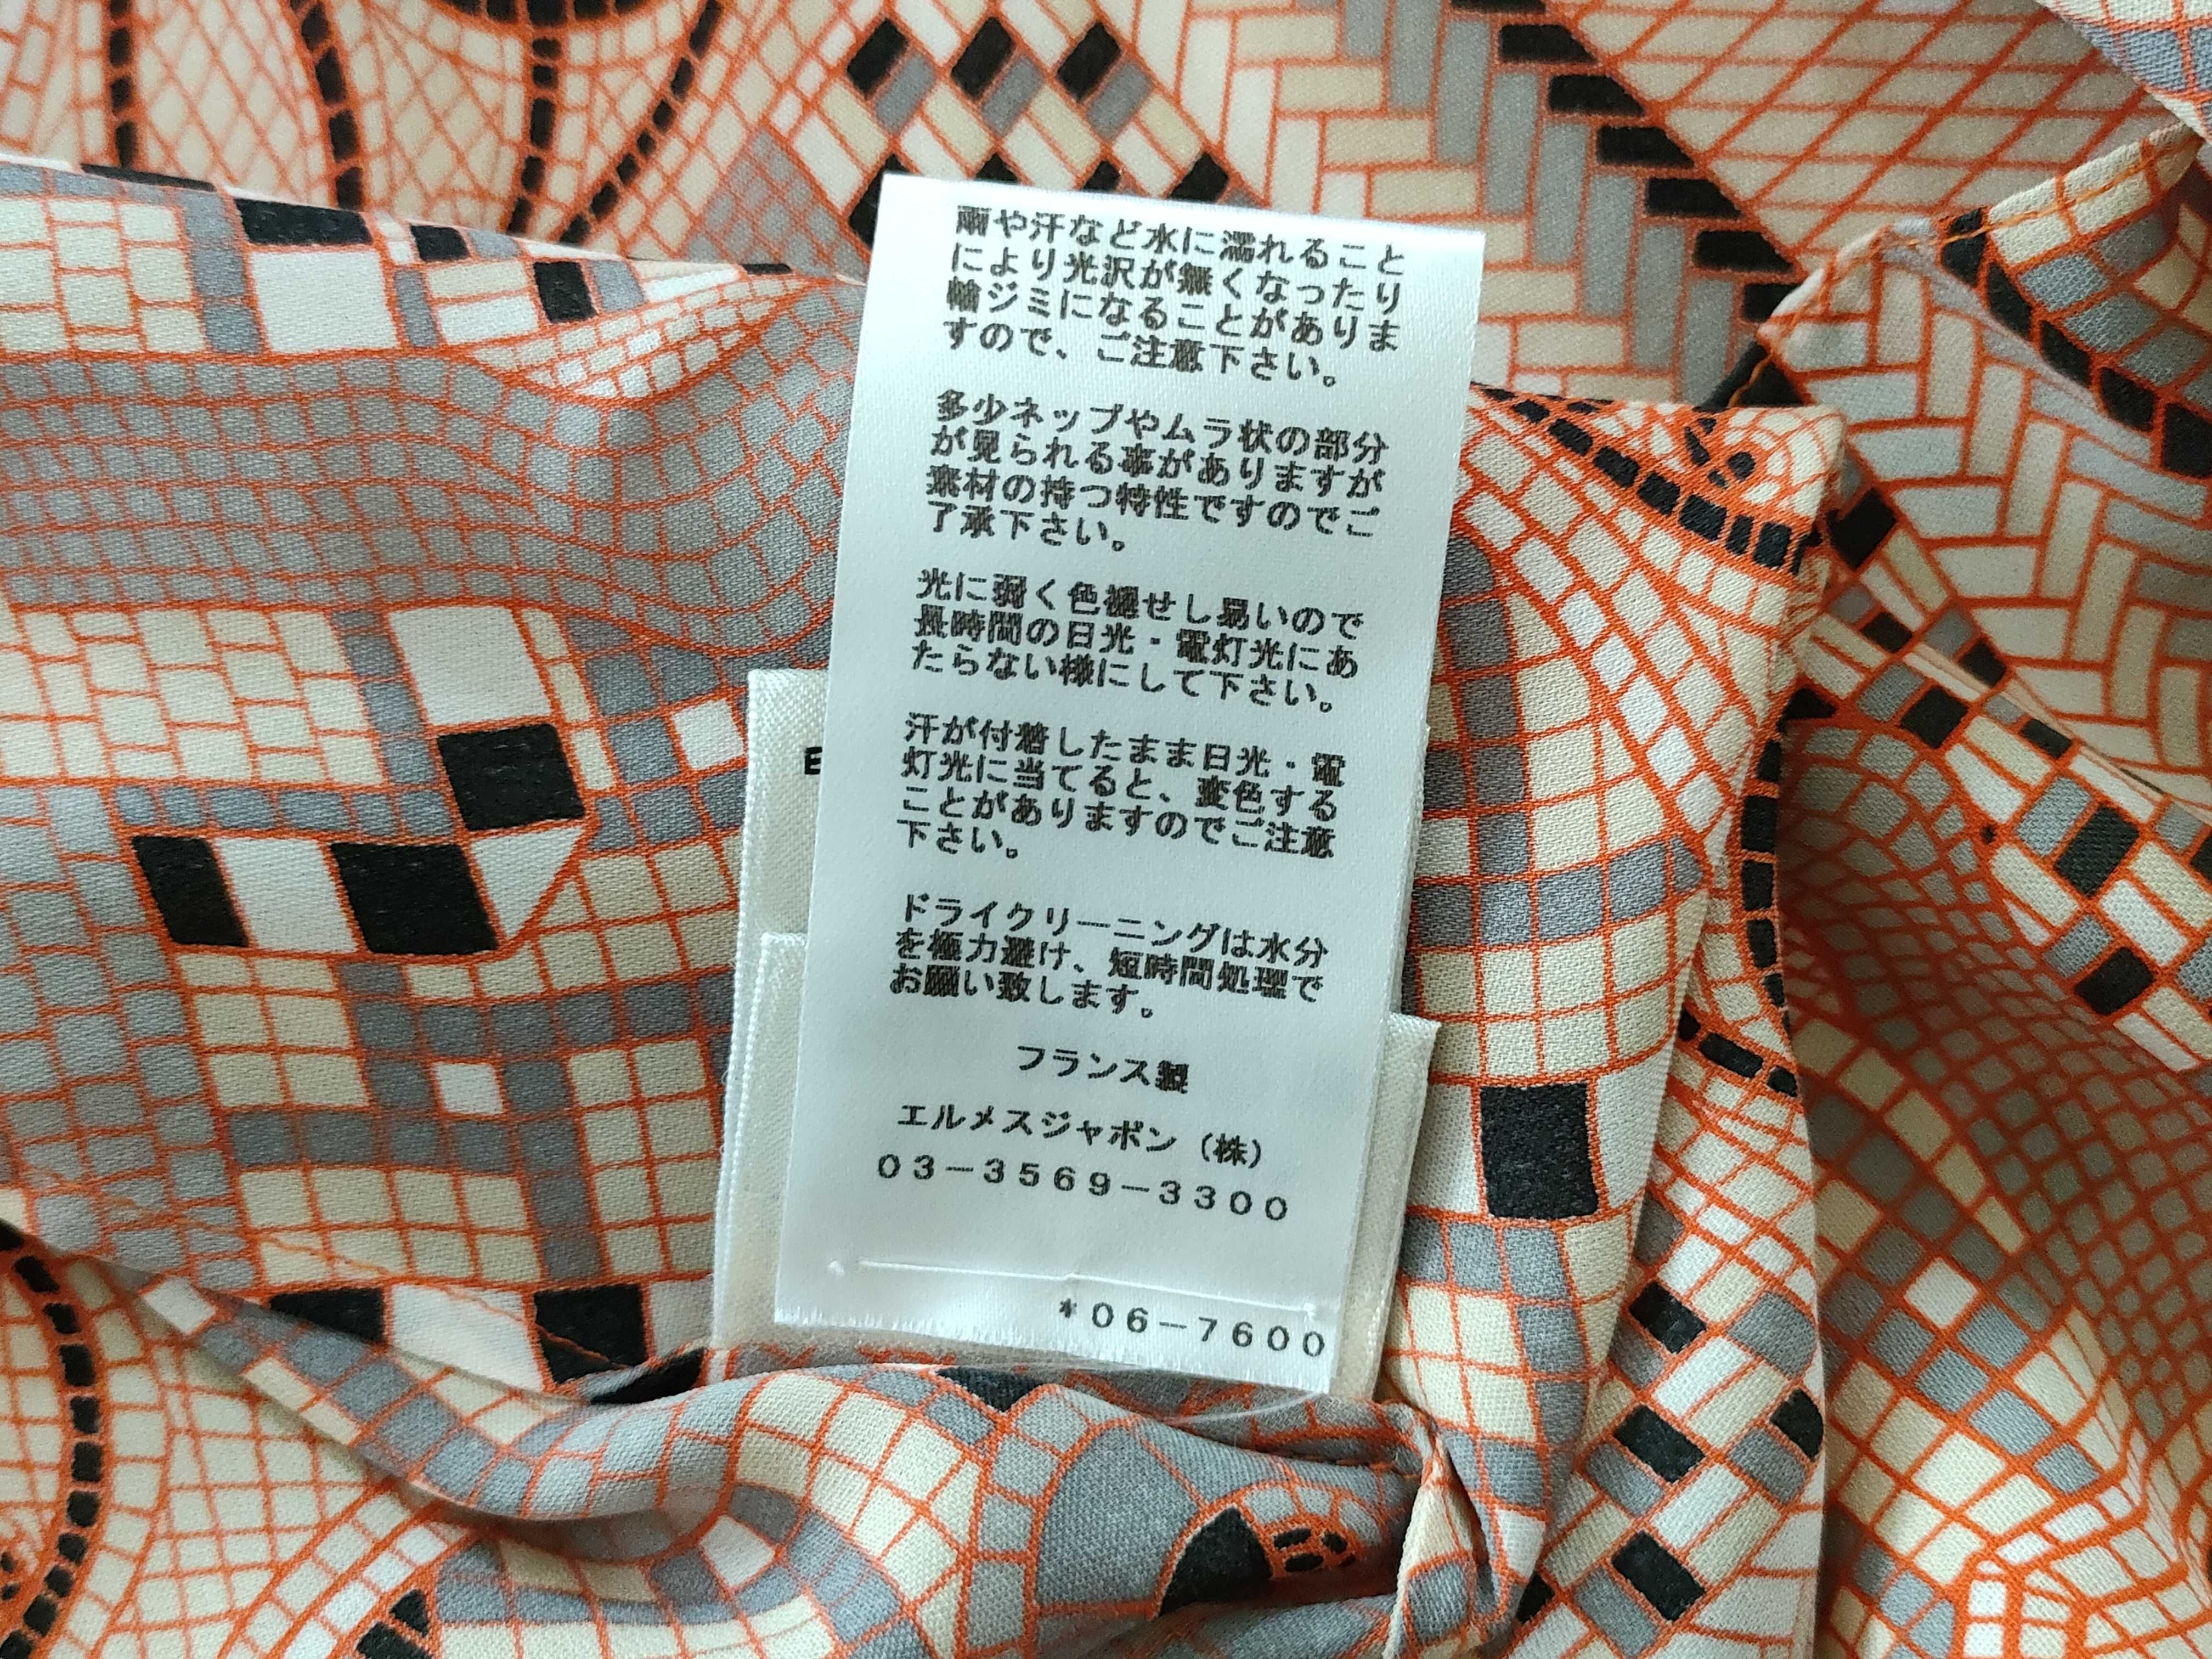 雨や汗など水に濡れること
により光沢が無くなったり
輪ジミになることがありま
すので、ご注意下さい。
多少ネップやムラ状の部分
が見られる事がありますが
素材の持つ特性ですのでご
了承下さい。
光に弱く色褪せし易いので
長時間の日光・電灯光にあ
たらない様にして下さい。
汗が付着したまま日光・電
灯光に当てると、変色する
ことがありますのでご注意
下さい。
ドライクリーニングは水分
を極力避け、短時間処理で
お願い致します。
フランス製
エルメスジャポン（株）
０３－３５６９－３３００
*０６－７６００